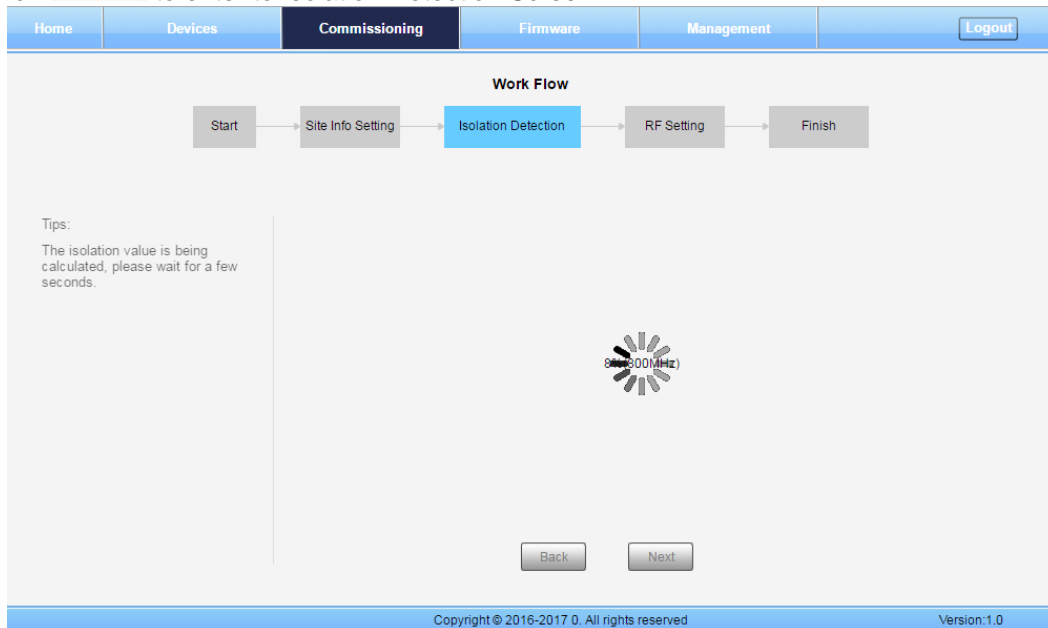 Home Devices Commissioning Firmware Management Logout
Work Flow
Start Site Info Setting Isolation Detection RF Setting Finish
Tips:
The isolation value is being
calculated, please wait for a few
seconds.
8%(800MHz)
Back Next
Copyright © 2016-2017 0. All rights reserved Version:1.0